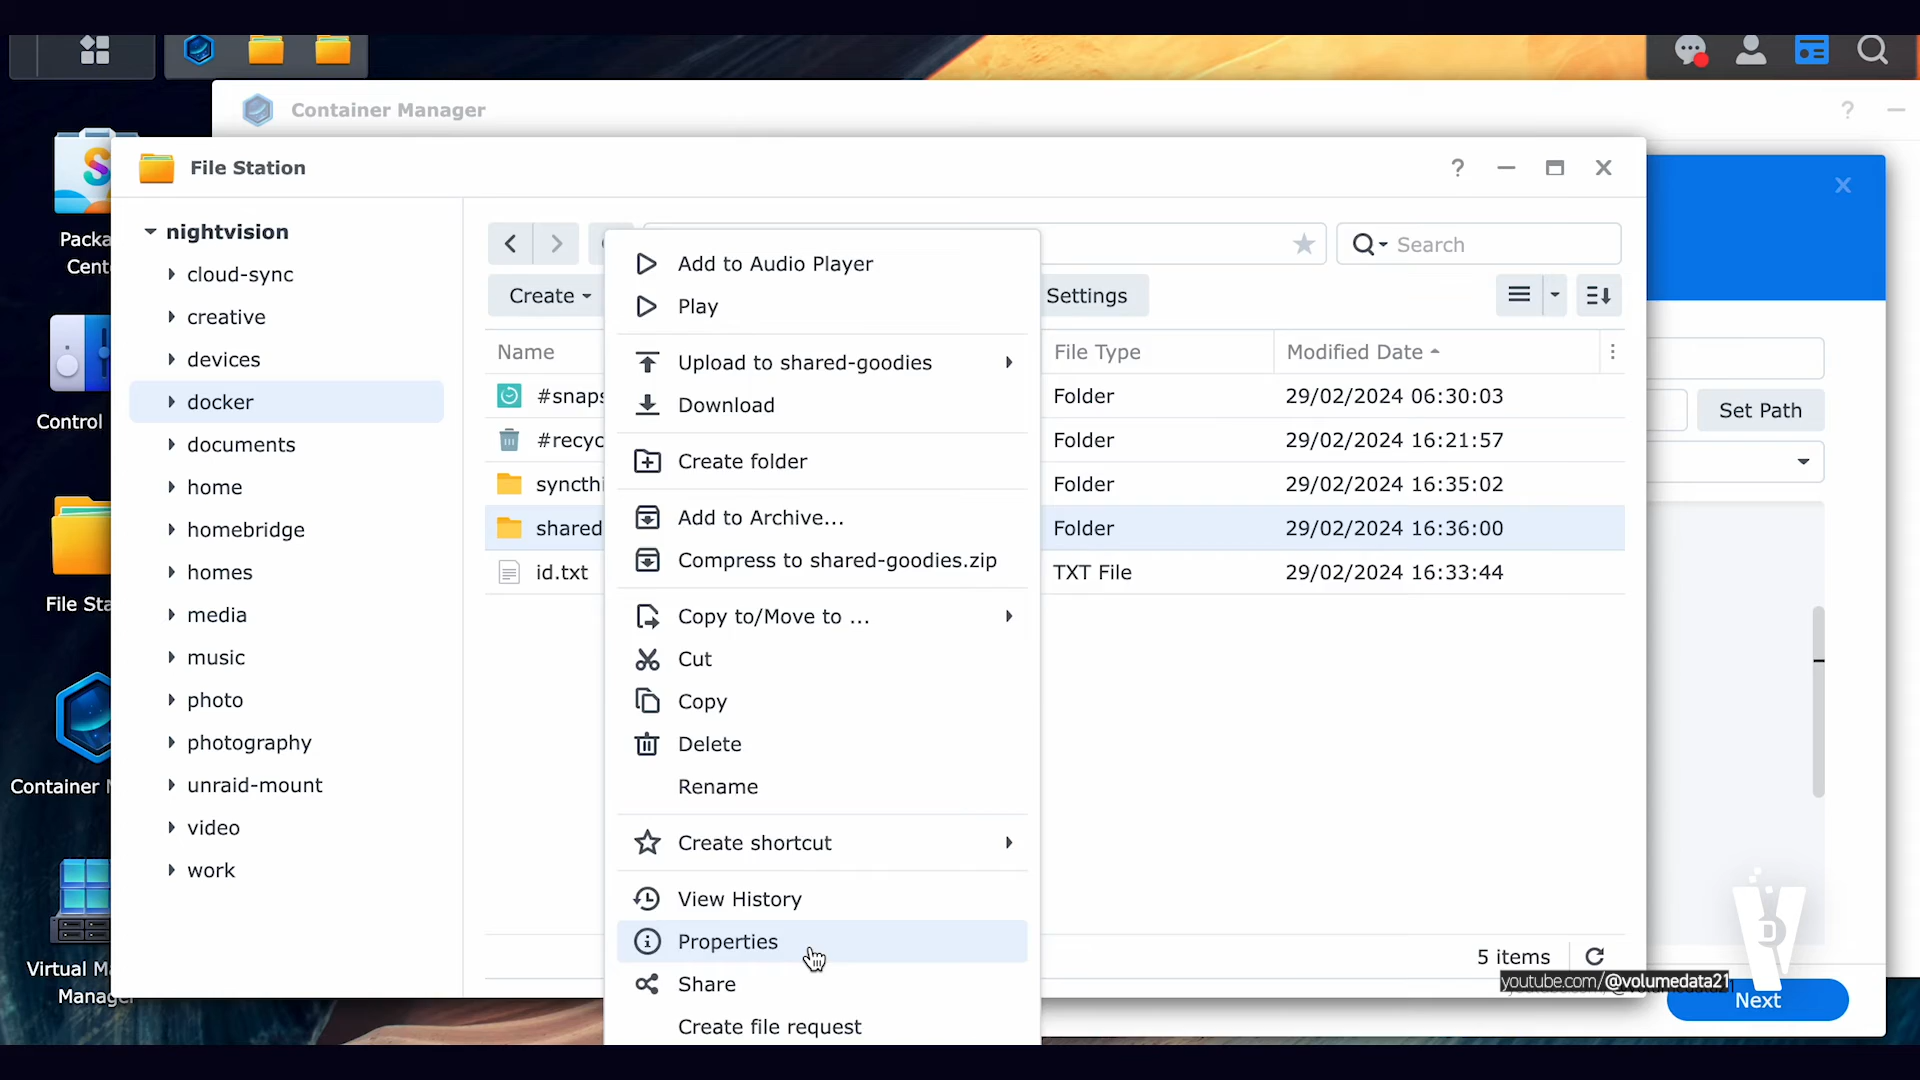 Container Manager
?
File Station
?
Packa
Cent
Control
File Sta
Container M
Virtual Ma
Manager
nightvision
cloud-sync
creative
devices
docker
documents
home
homebridge
homes
media
music
photo
photography
unraid-mount
video
work
Search
Create
Settings
Name
File Type
Modified Date
#snaps
Folder
29/02/2024 06:30:03
#recyc
Folder
29/02/2024 16:21:57
syncthi
Folder
29/02/2024 16:35:02
shared
Folder
29/02/2024 16:36:00
id.txt
TXT File
29/02/2024 16:33:44
Add to Audio Player
Play
Upload to shared-goodies
Download
Create folder
Add to Archive...
Compress to shared-goodies.zip
Copy to/Move to ...
Cut
Copy
Delete
Rename
Create shortcut
View History
Properties
Share
Create file request
5 items
Set Path
youtube.com/@volumedata21
Next